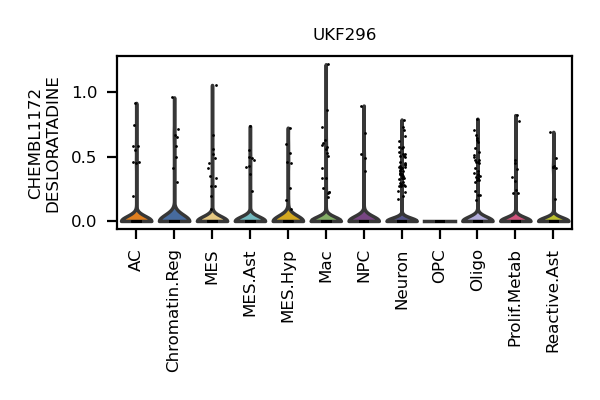 UKF296
CHEMBL1172
DESLORATADINE
1.0
0.5
0.0
AC
Chromatin.Reg
MES
MES.Ast
MES.Hyp
Mac
NPC
Neuron
OPC
Oligo
Prolif.Metab
Reactive.Ast